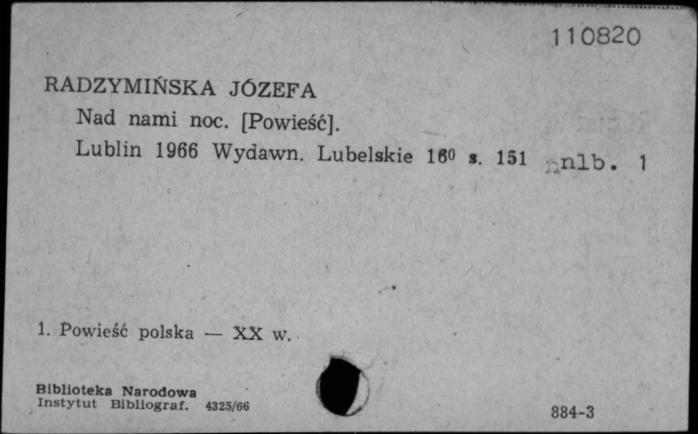 110820
RADZYMIŃSKA JÓZEFA
Nad nami noc. [Powieść].
Lublin 1966 Wydawn. Lubelskie 16⁰ s. 151 nlb. 1
1. Powieść polska — XX w.
Biblioteka Narodowa
Instytut Bibliograf. 4325/66
884-3